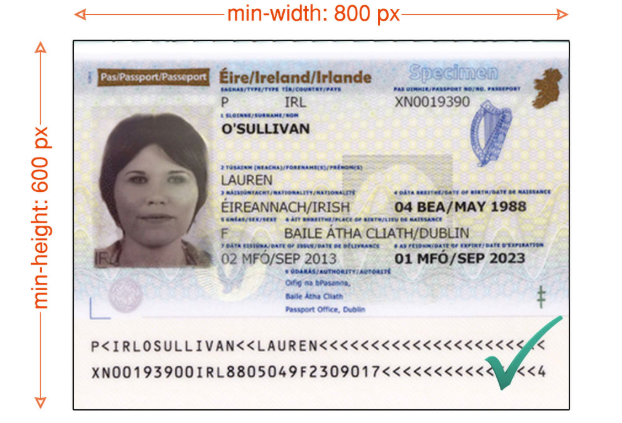 min-width: 800 px
min-height: 600 px
Pas/Passport/Passeport
Éire/Ireland/Irlande
Specimen
SAGHAS/TYPE/TYPE TÍR/COUNTRY/PAYS PAS UIMHIR/PASSPORT NO/NO. PASSEPORT
P IRL XN0019390
1 SLOINNE/SURNAME/NOM
O'SULLIVAN
2 TÚSAINM (NEACHA)/FORENAME(S)/PRÉNOM(S)
LAUREN
3 NÁISIÚNTACHT/NATIONALITY/NATIONALITÉ 4 DÁTA BREITHE/DATE OF BIRTH/DATE DE NAISSANCE
ÉIREANNACH/IRISH 04 BEA/MAY 1988
5 GNÉAS/SEX/SEXE 6 ÁIT BHREITHE/PLACE OF BIRTH/LIEU DE NAISSANCE
F BAILE ÁTHA CLIATH/DUBLIN
7 DÁTA EISIÚNA/DATE OF ISSUE/DATE DE DÉLIVRANCE 8 AS FEIDHM/DATE OF EXPIRY/DATE D'EXPIRATION
02 MFÓ/SEP 2013 01 MFÓ/SEP 2023
9 ÚDARÁS/AUTHORITY/AUTORITÉ
Oifig na bPasanna,
Baile Átha Cliath
Passport Office, Dublin
P<IRLOSULLIVAN<<LAUREN<<<<<<<<<<<<<<<<<<<<<<
XN00193900IRL8805049F2309017<<<<<<<<<<<<<<<4